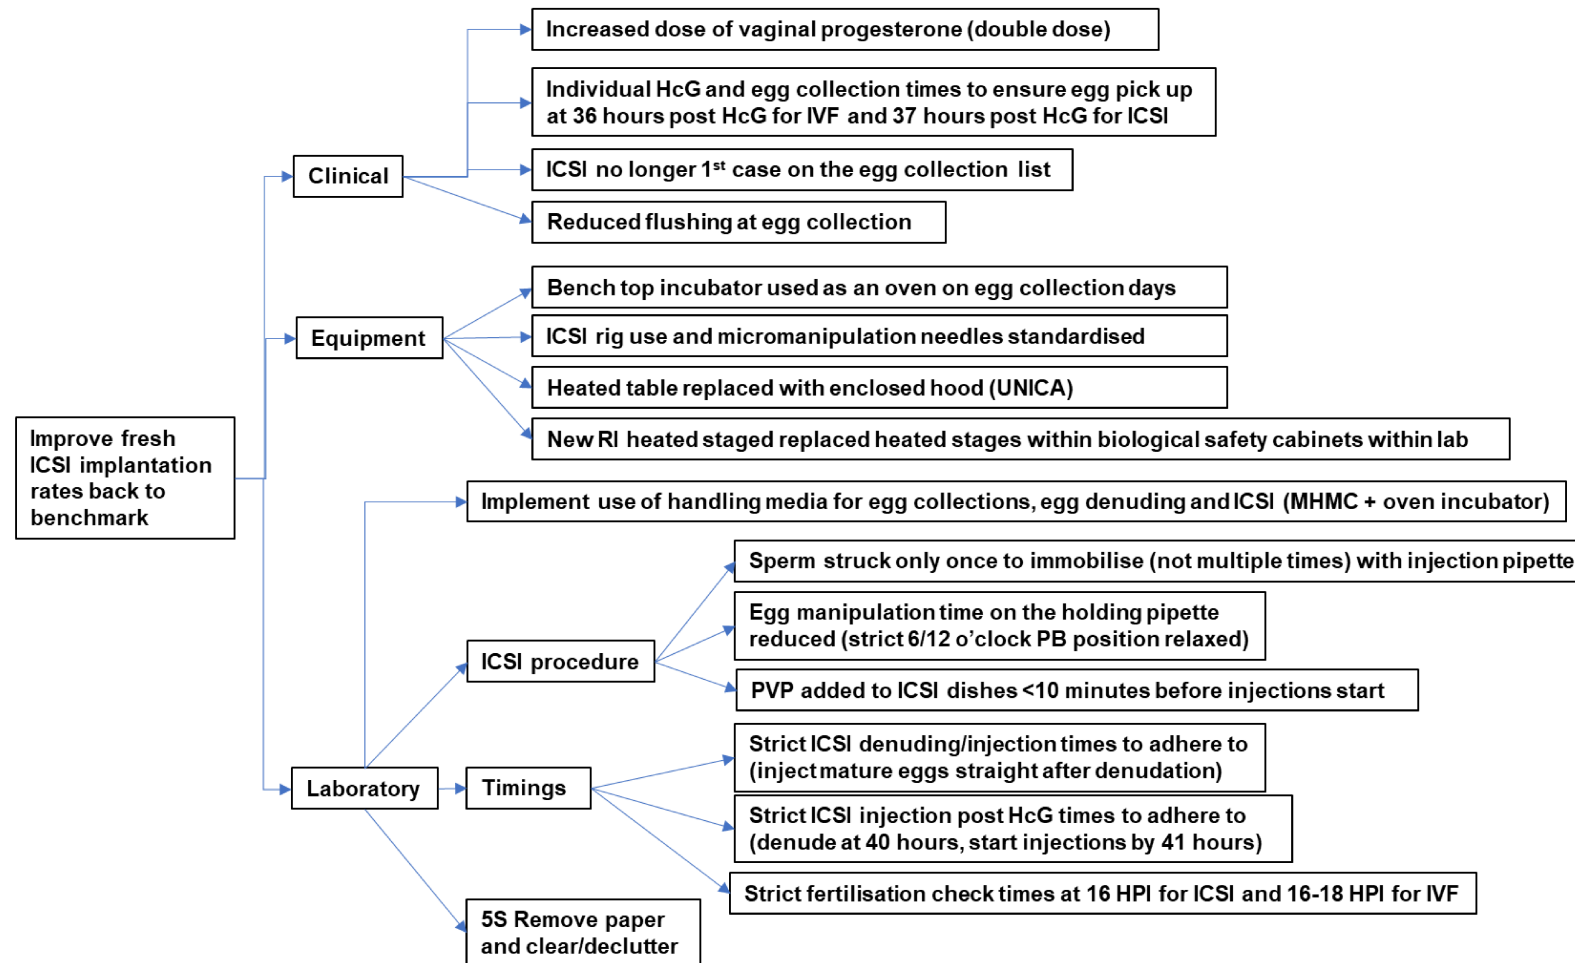 Increased dose of vaginal progesterone (double dose)
Individual HcG and egg collection times to ensure egg pick up
at 36 hours post HcG for IVF and 37 hours post HcG for ICSI
Clinical
ICSI no longer 1st case on the egg collection list
Reduced flushing at egg collection
Bench top incubator used as an oven on egg collection days
Equipment
ICSI rig use and micromanipulation needles standardised
Heated table replaced with enclosed hood (UNICA)
New RI heated staged replaced heated stages within biological safety cabinets within lab
Improve fresh
ICSI implantation
rates back to
benchmark
Implement use of handling media for egg collections, egg denuding and ICSI (MHMC + oven incubator)
Sperm struck only once to immobilise (not multiple times) with injection pipette
Egg manipulation time on the holding pipette
reduced (strict 6/12 o’clock PB position relaxed)
ICSI procedure
PVP added to ICSI dishes <10 minutes before injections start
Strict ICSI denuding/injection times to adhere to
(inject mature eggs straight after denudation)
Laboratory
Timings
Strict ICSI injection post HcG times to adhere to
(denude at 40 hours, start injections by 41 hours)
Strict fertilisation check times at 16 HPI for ICSI and 16-18 HPI for IVF
5S Remove paper
and clear/declutter